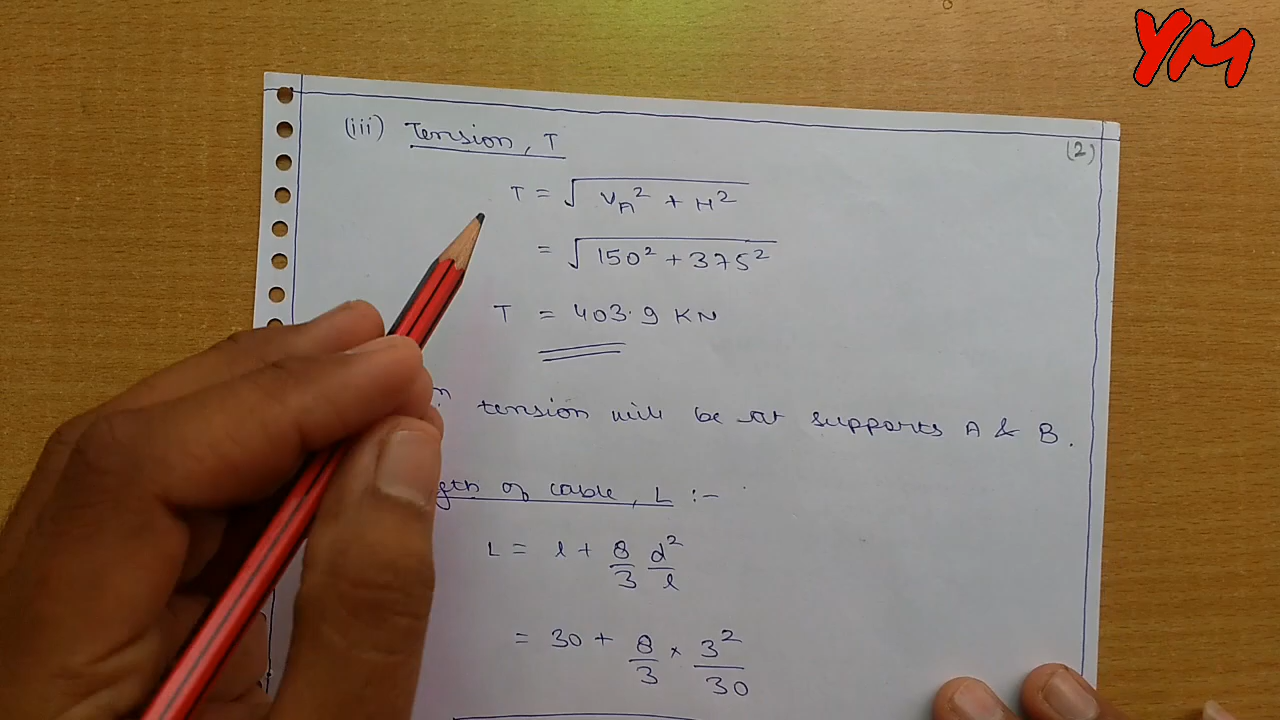 YM
(2)
(iii) Tension, T
T = √VA² + H²
= √150² + 375²
T = 403.9 KN
tension will be at supports A & B.
of cable, L :-
L = l + 8/3 d²/l
= 30 + 8/3 × 3²/30